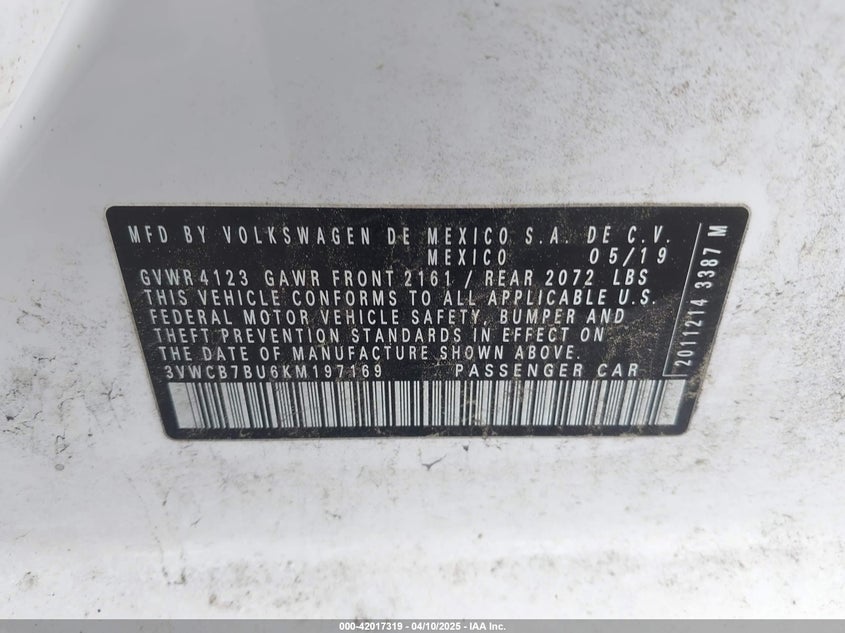 MFD BY VOLKSWAGEN DE MEXICO S.A. DE C.V.
MEXICO 05/19
GVWR 4123 GAWR FRONT 2161 / REAR 2072 LBS
THIS VEHICLE CONFORMS TO ALL APPLICABLE U.S.
FEDERAL MOTOR VEHICLE SAFETY, BUMPER AND
THEFT PREVENTION STANDARDS IN EFFECT ON
THE DATE OF MANUFACTURE SHOWN ABOVE.
3VWCB7BU6KM197169 PASSENGER CAR
2011214 3387 M
000-42017319 - 04/10/2025 - IAA Inc.